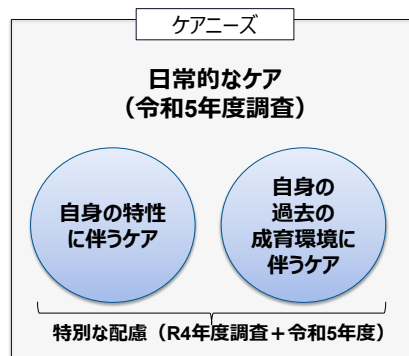 ケアニーズ
日常的なケア
（令和5年度調査）
自身の特性
に伴うケア
自身の
過去の
成育環境に
伴うケア
特別な配慮（R4年度調査＋令和5年度）